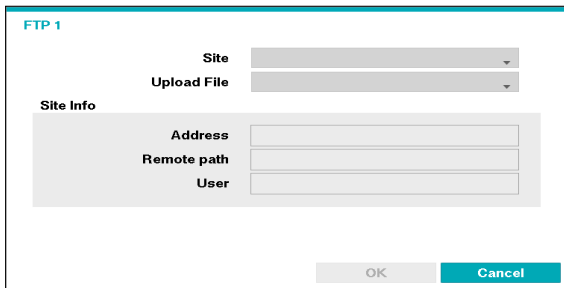 FTP 1
Site
Upload File
Site Info
Address
Remote path
User
OK
Cancel